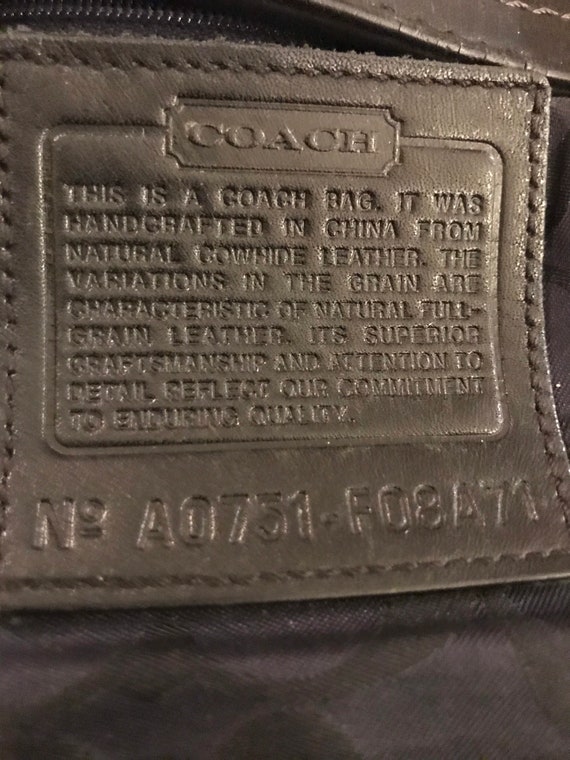 COACH
THIS IS A COACH BAG. IT WAS
HANDCRAFTED IN CHINA FROM
NATURAL COWHIDE LEATHER. THE
VARIATIONS IN THE GRAIN ARE
CHARACTERISTIC OF NATURAL FULL-
GRAIN LEATHER. ITS SUPERIOR
CRAFTSMANSHIP AND ATTENTION TO
DETAIL REFLECT OUR COMMITMENT
TO ENDURING QUALITY.
Nº A0751-F08A71